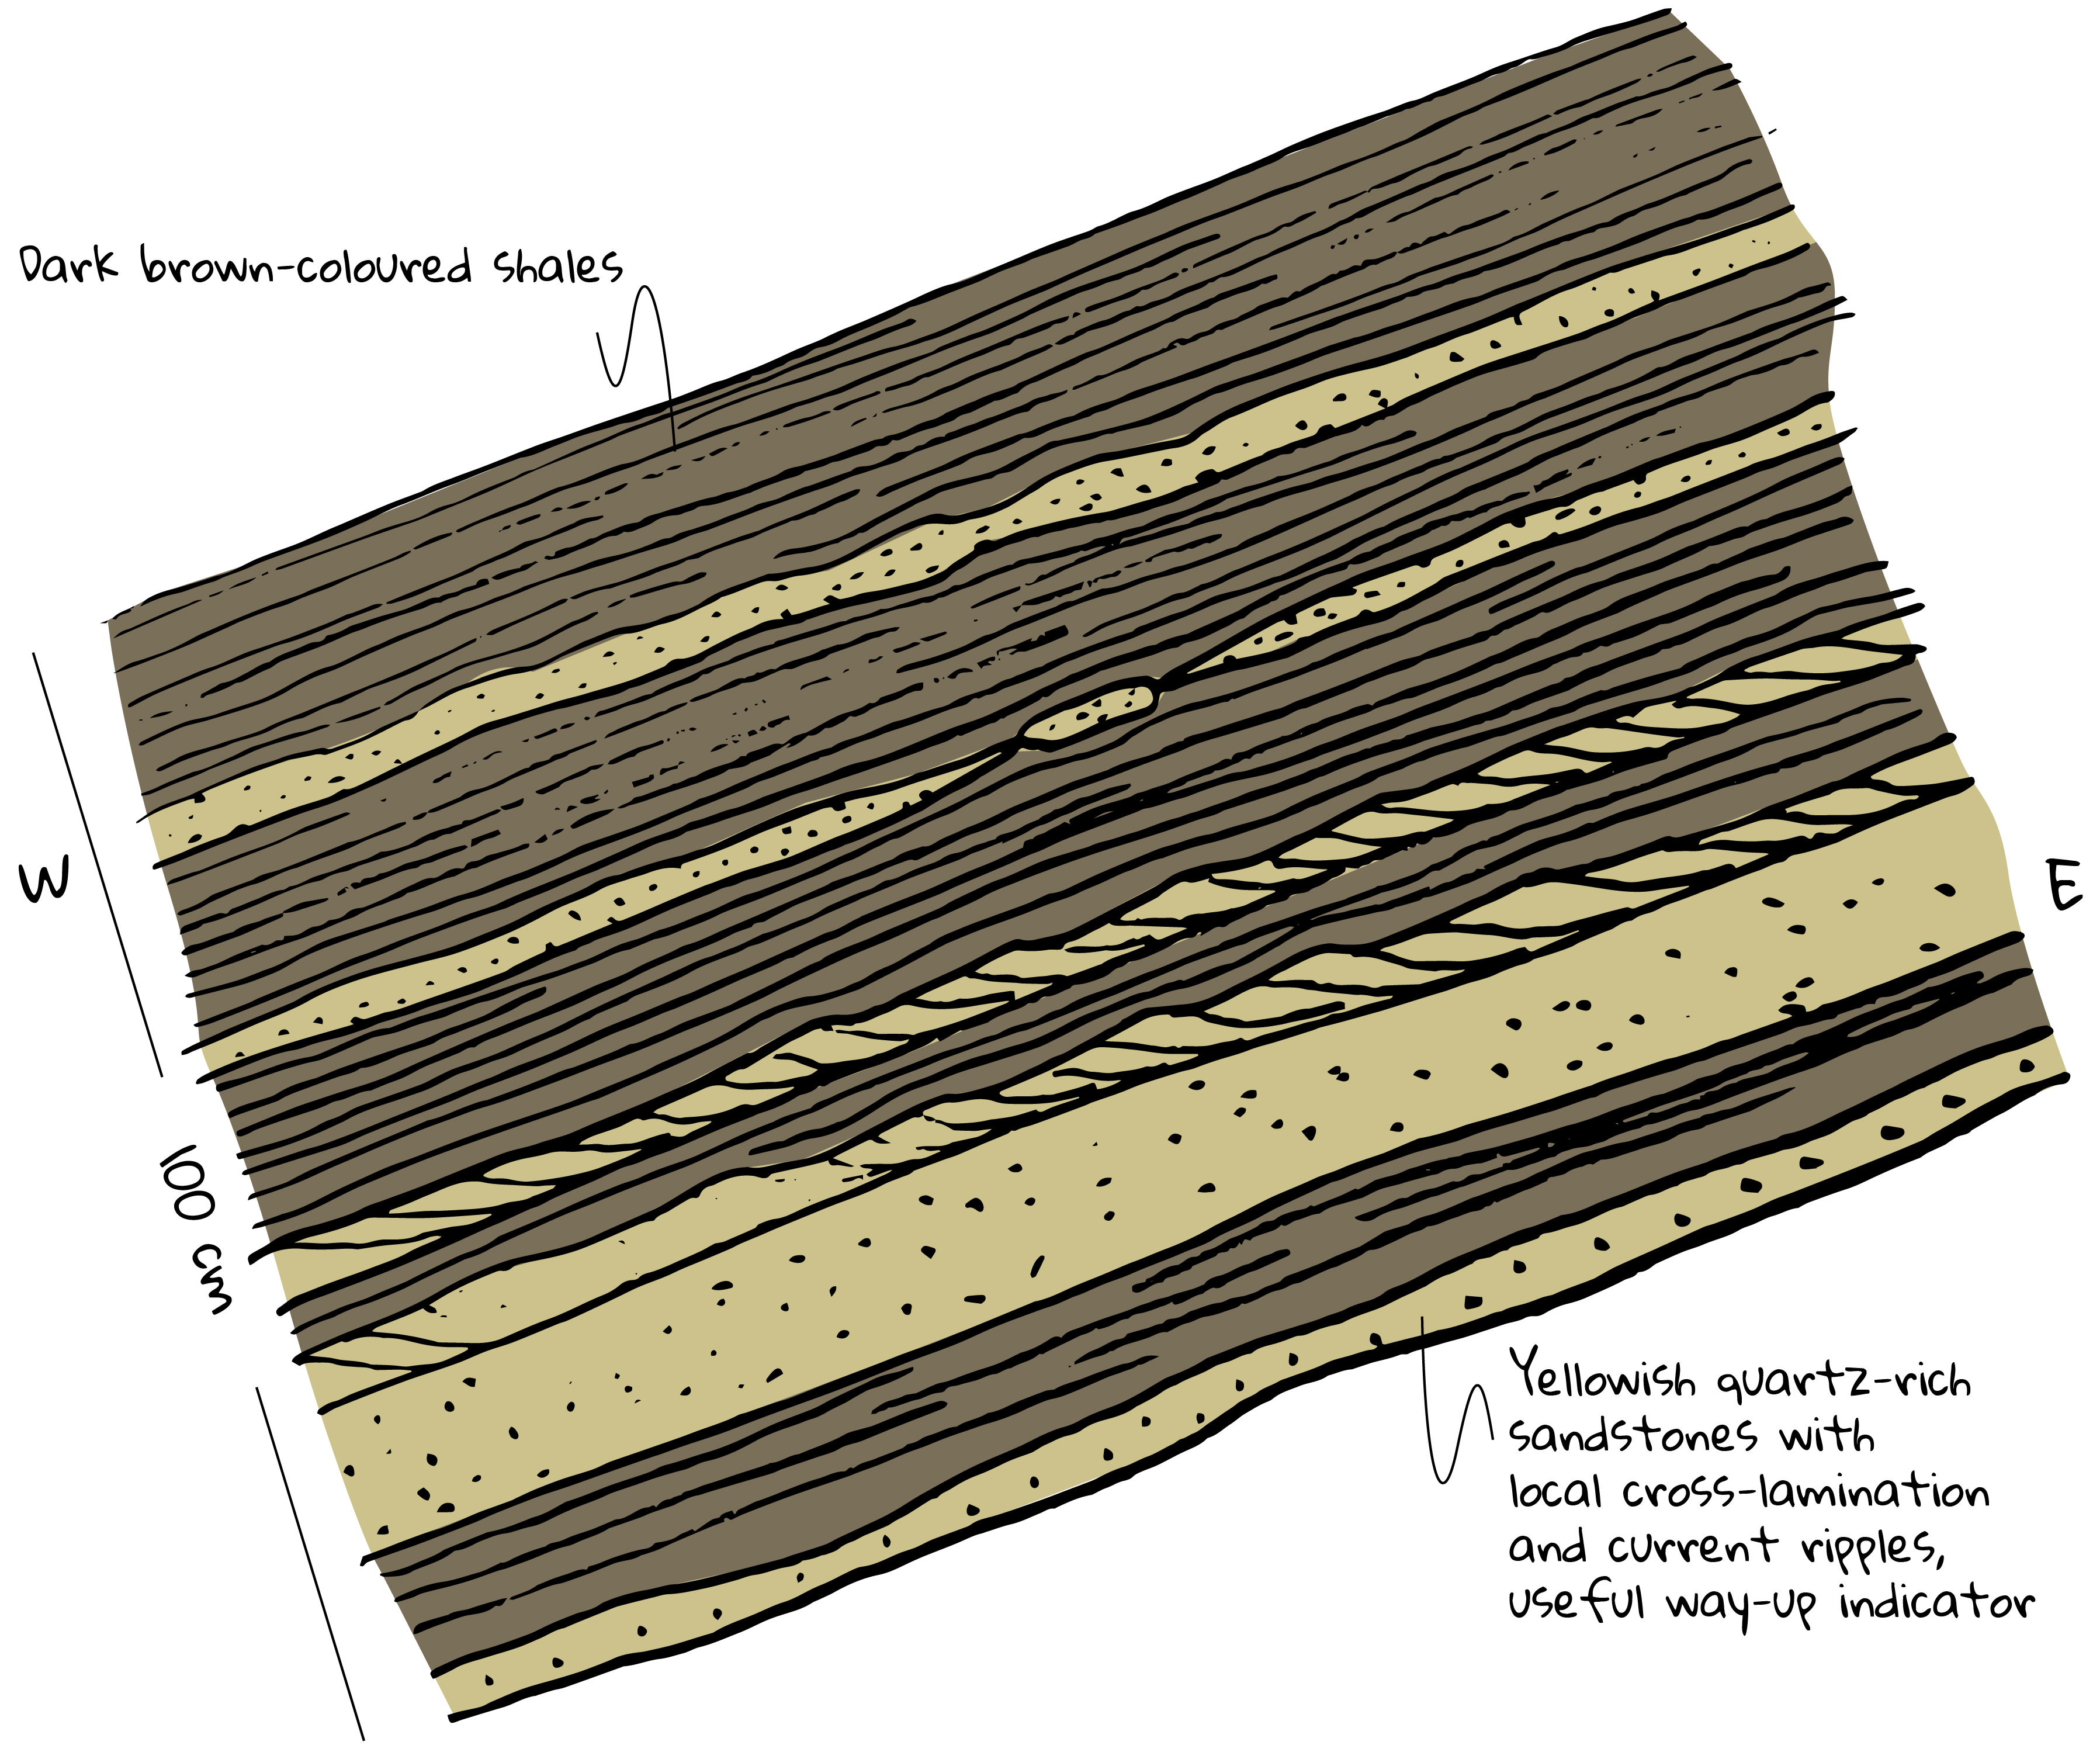 Dark brown-coloured shales
W
E
100 cm
Yellowish quartz-rich
sandstones with
local cross-lamination
and current ripples,
useful way-up indicator